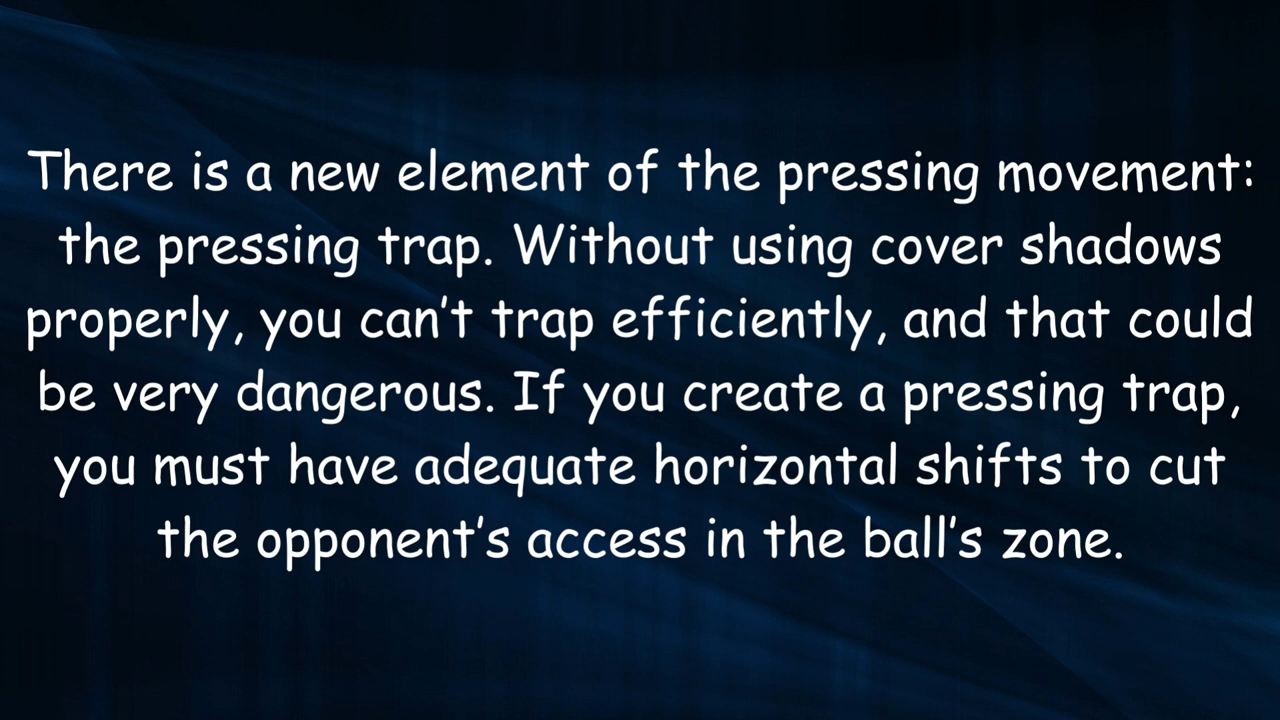 There is a new element of the pressing movement:
the pressing trap. Without using cover shadows
properly, you can’t trap efficiently, and that could
be very dangerous. If you create a pressing trap,
you must have adequate horizontal shifts to cut
the opponent’s access in the ball’s zone.